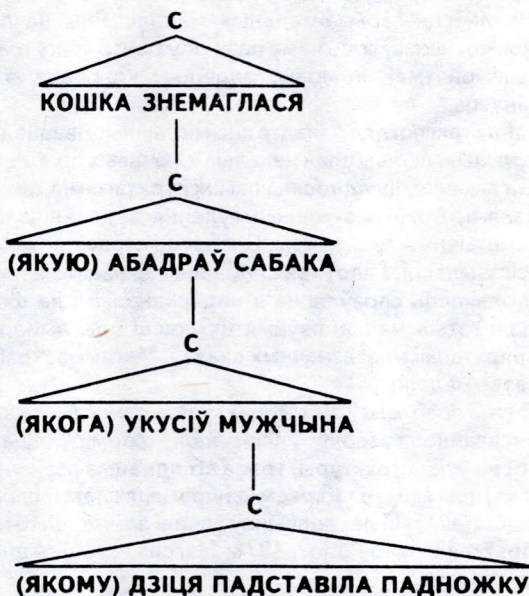 С
КОШКА ЗНЕМАГЛАСЯ
С
(ЯКУЮ) АБАДРАЎ САБАКА
С
(ЯКОГА) УКУСІЎ МУЖЧЫНА
С
(ЯКОМУ) ДЗІЦЯ ПАДСТАВІЛА ПАДНОЖКУ